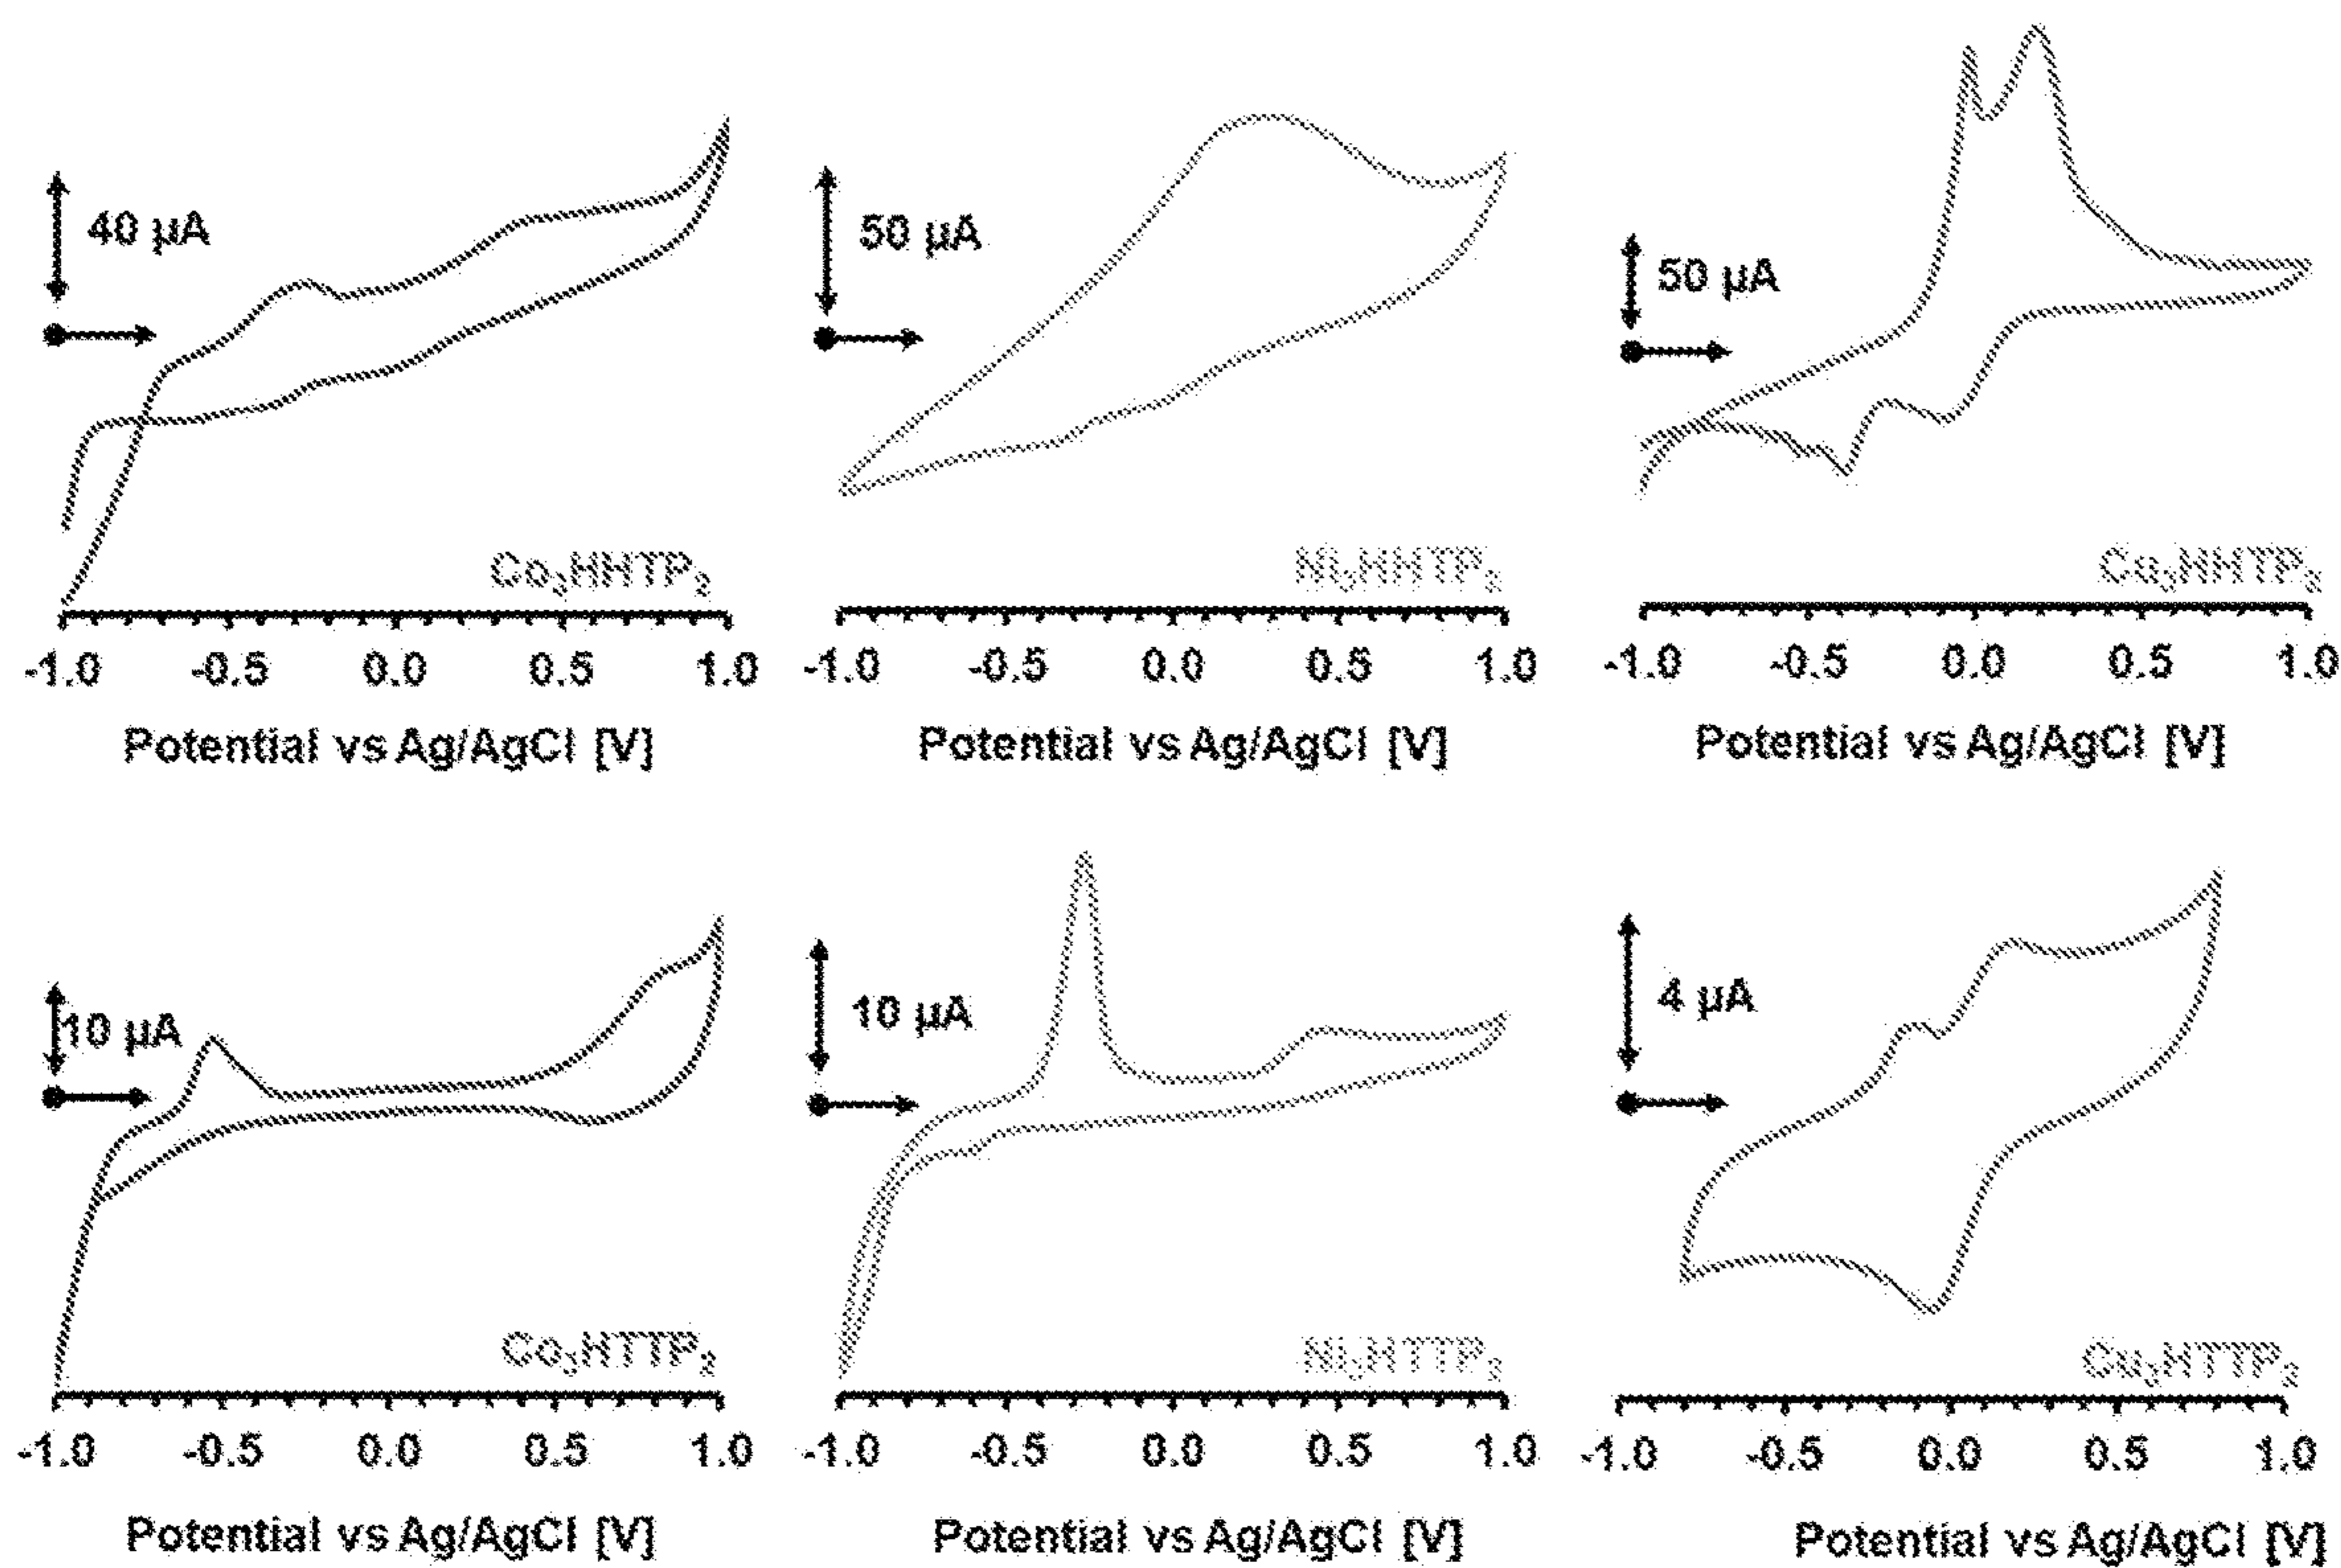 40 µA
Co₃HHTP₂
-1.0 -0.5 0.0 0.5 1.0
Potential vs Ag/AgCl [V]
50 µA
Ni₃HHTP₂
-1.0 -0.5 0.0 0.5 1.0
Potential vs Ag/AgCl [V]
50 µA
Cu₃HHTP₂
-1.0 -0.5 0.0 0.5 1.0
Potential vs Ag/AgCl [V]
10 µA
Co₃HTTP₂
-1.0 -0.5 0.0 0.5 1.0
Potential vs Ag/AgCl [V]
10 µA
Ni₃HTTP₂
-1.0 -0.5 0.0 0.5 1.0
Potential vs Ag/AgCl [V]
4 µA
Cu₃HTTP₂
-1.0 -0.5 0.0 0.5 1.0
Potential vs Ag/AgCl [V]